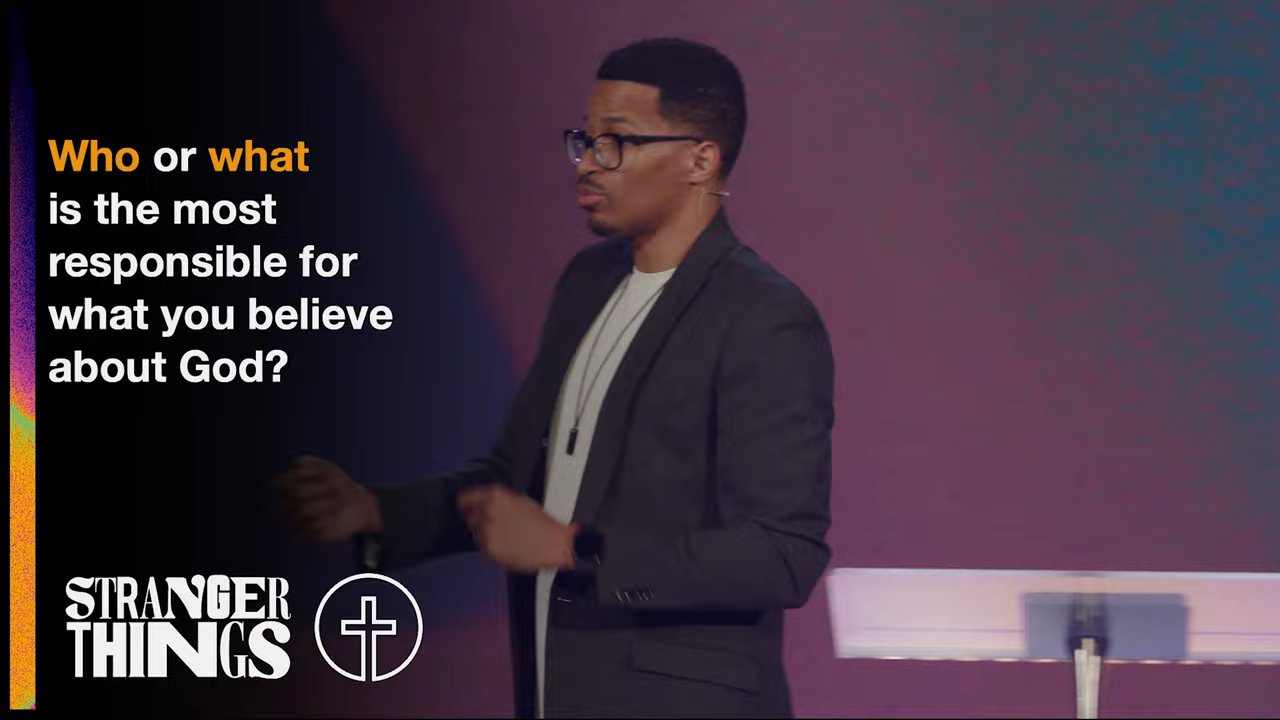 Who or what
is the most
responsible for
what you believe
about God?
STRANGER
THINGS